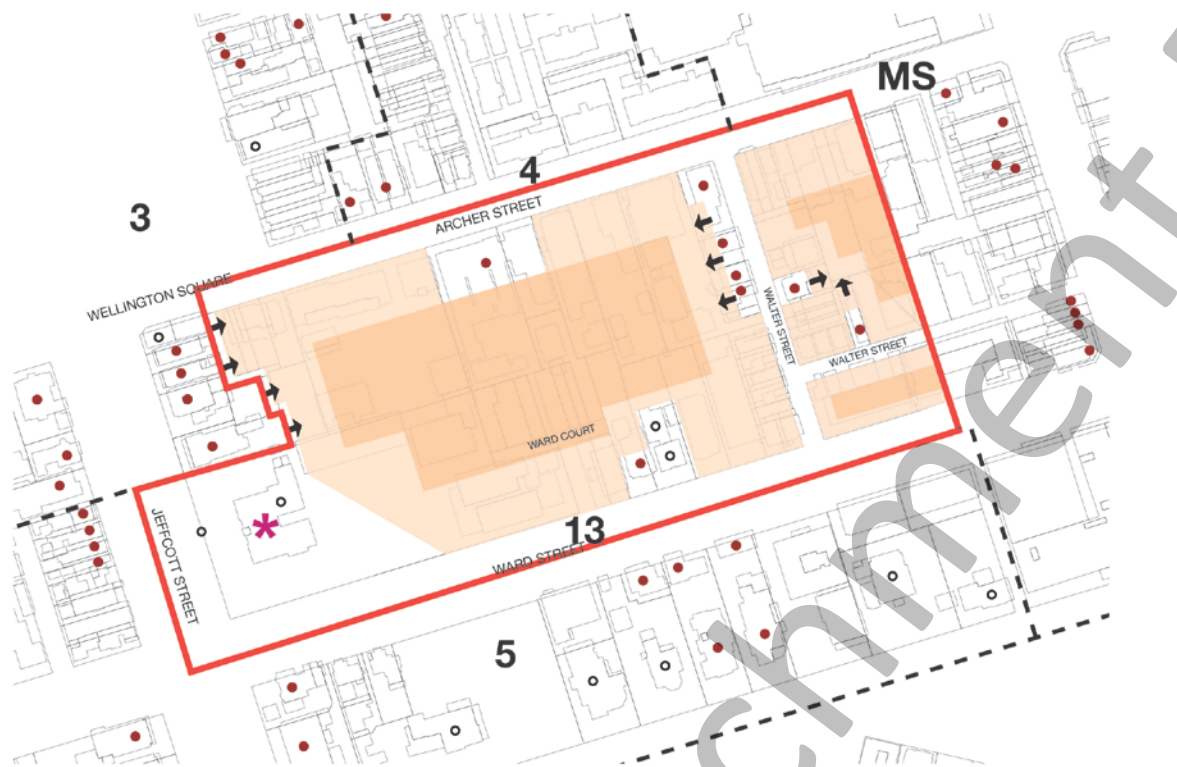 MS
4
3
ARCHER STREET
WELLINGTON SQUARE
WALTER STREET
WALTER STREET
WARD COURT
*
13
JEFFCOTT STREET
WARD STREET
5
chment